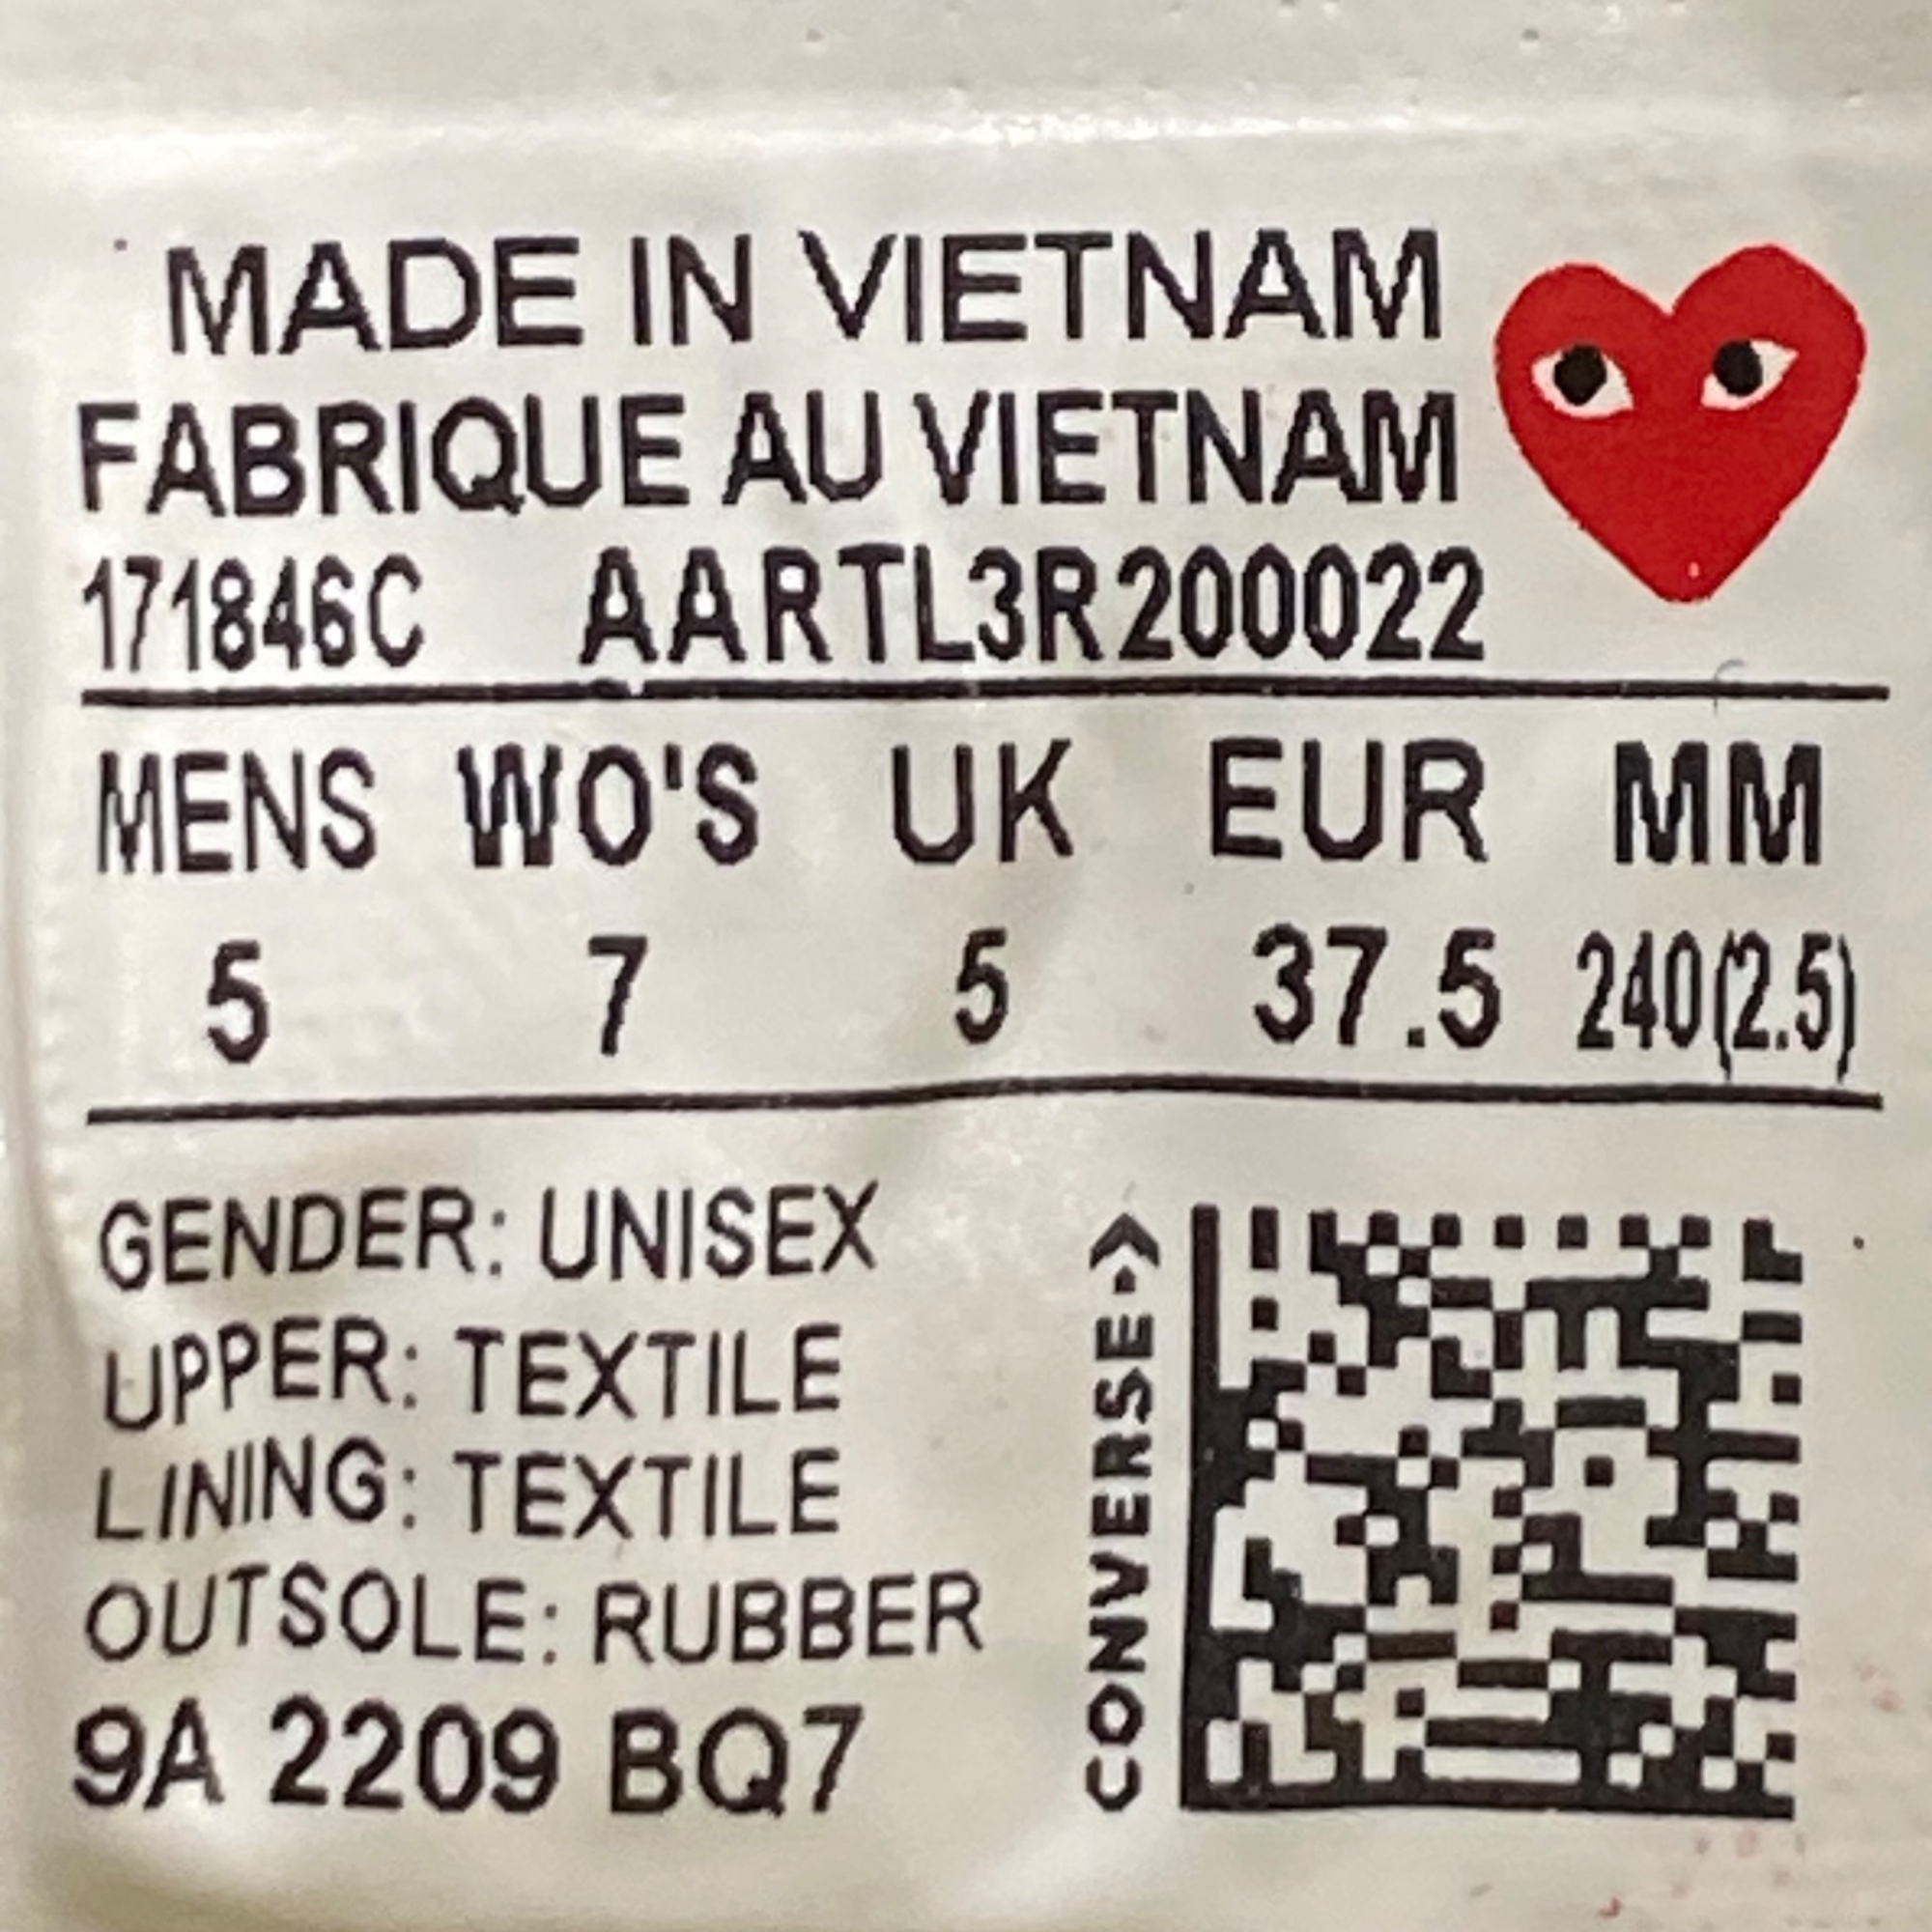 MADE IN VIETNAM
FABRIQUE AU VIETNAM
171846C AARTL3R200022
MENS WO'S UK EUR MM
5 7 5 37.5 240(2.5)
GENDER: UNISEX
UPPER: TEXTILE
LINING: TEXTILE
OUTSOLE: RUBBER
9A 2209 BQ7
CONVERSE